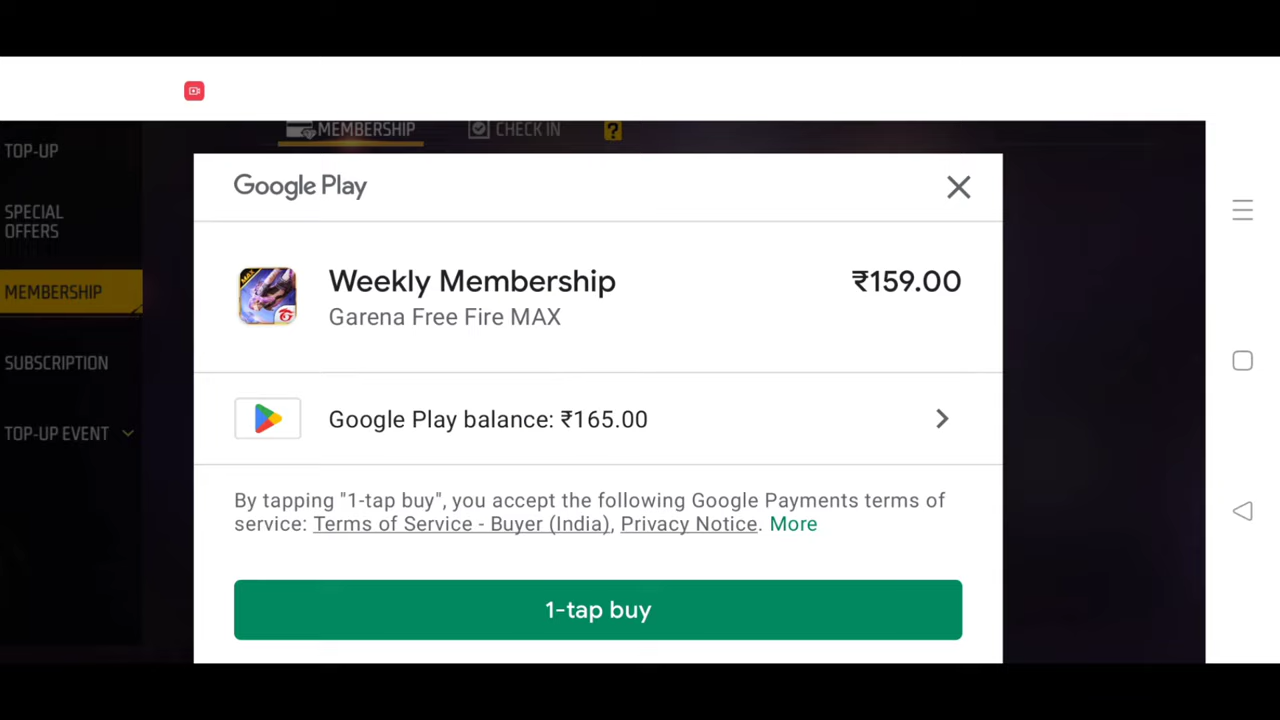 MEMBERSHIP
CHECK IN
?
TOP-UP
SPECIAL
OFFERS
MEMBERSHIP
SUBSCRIPTION
TOP-UP EVENT
Google Play
Weekly Membership
₹159.00
Garena Free Fire MAX
Google Play balance: ₹165.00
By tapping "1-tap buy", you accept the following Google Payments terms of
service: Terms of Service - Buyer (India), Privacy Notice. More
1-tap buy